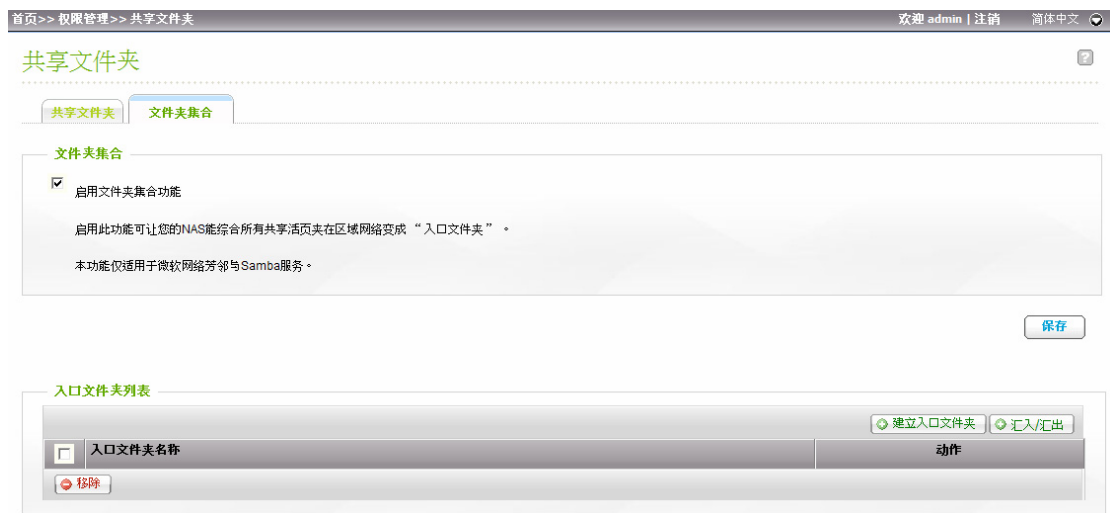 首页>> 权限管理>> 共享文件夹 欢迎 admin | 注销 简体中文
共享文件夹
?
共享文件夹 文件夹集合
文件夹集合
启用文件夹集合功能
启用此功能可让您的NAS能综合所有共享活页夹在区域网络变成 “入口文件夹” 。
本功能仅适用于微软网络芳邻与Samba服务。
保存
入口文件夹列表
建立入口文件夹 汇入/汇出
入口文件夹名称 动作
移除